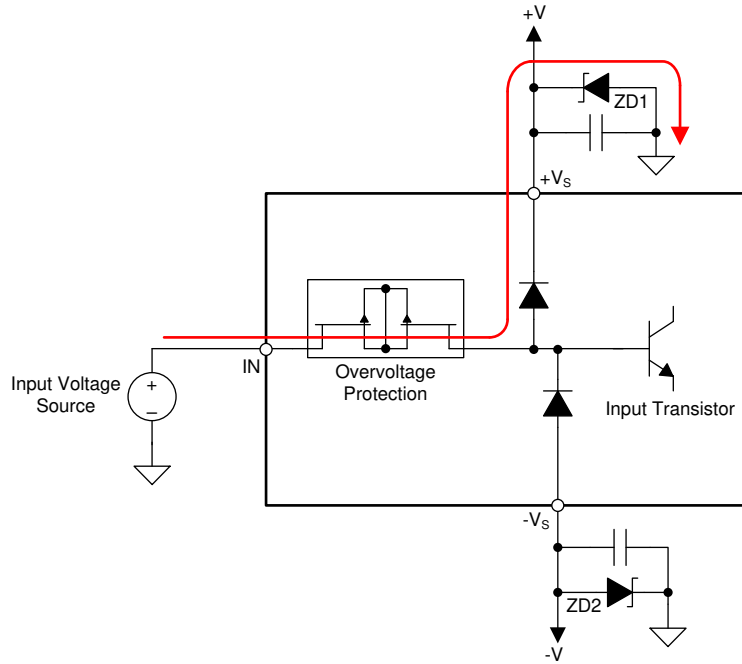 +V
ZD1
+VS
IN
Overvoltage
Protection
Input Voltage
Source
+
−
Input Transistor
-VS
ZD2
-V